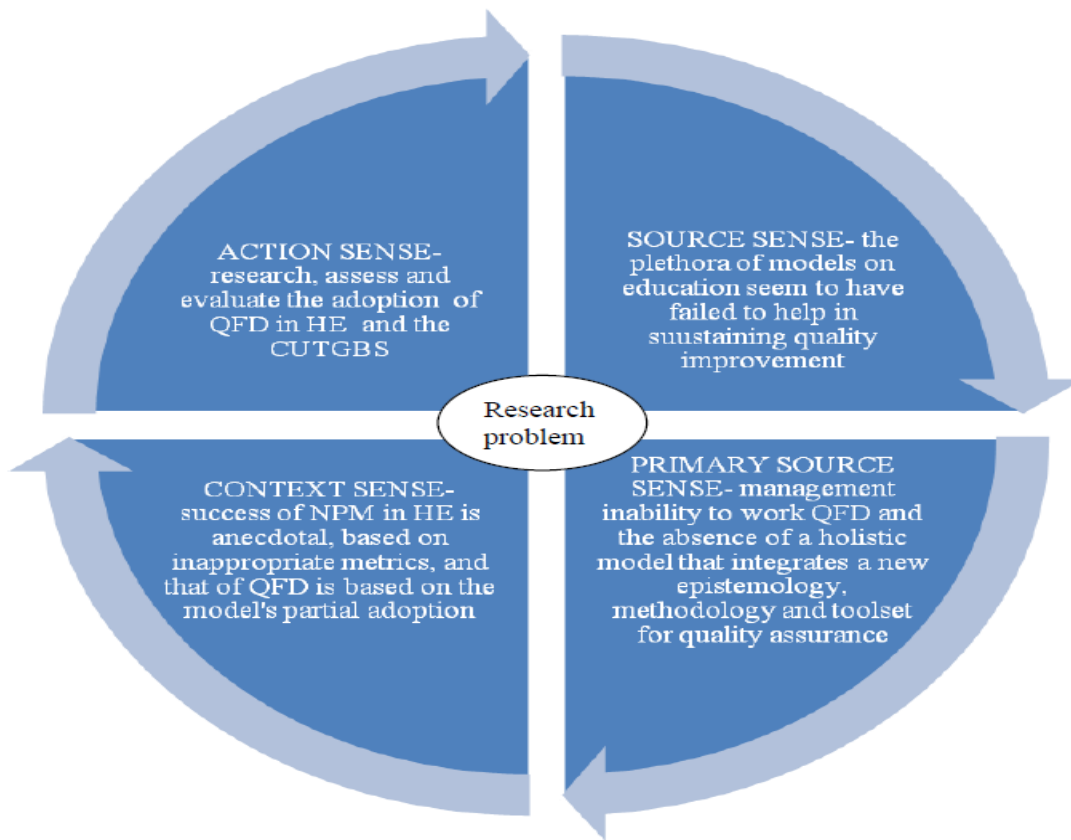 ACTION SENSE-
research, assess and
evaluate the adoption of
QFD in HE and the
CUTGBS
SOURCE SENSE- the
plethora of models on
education seem to have
failed to help in
suustaining quality
improvement
Research
problem
CONTEXT SENSE-
success of NPM in HE is
anecdotal, based on
inappropriate metrics, and
that of QFD is based on the
model's partial adoption
PRIMARY SOURCE
SENSE- management
inability to work QFD and
the absence of a holistic
model that integrates a new
epistemology,
methodology and toolset
for quality assurance